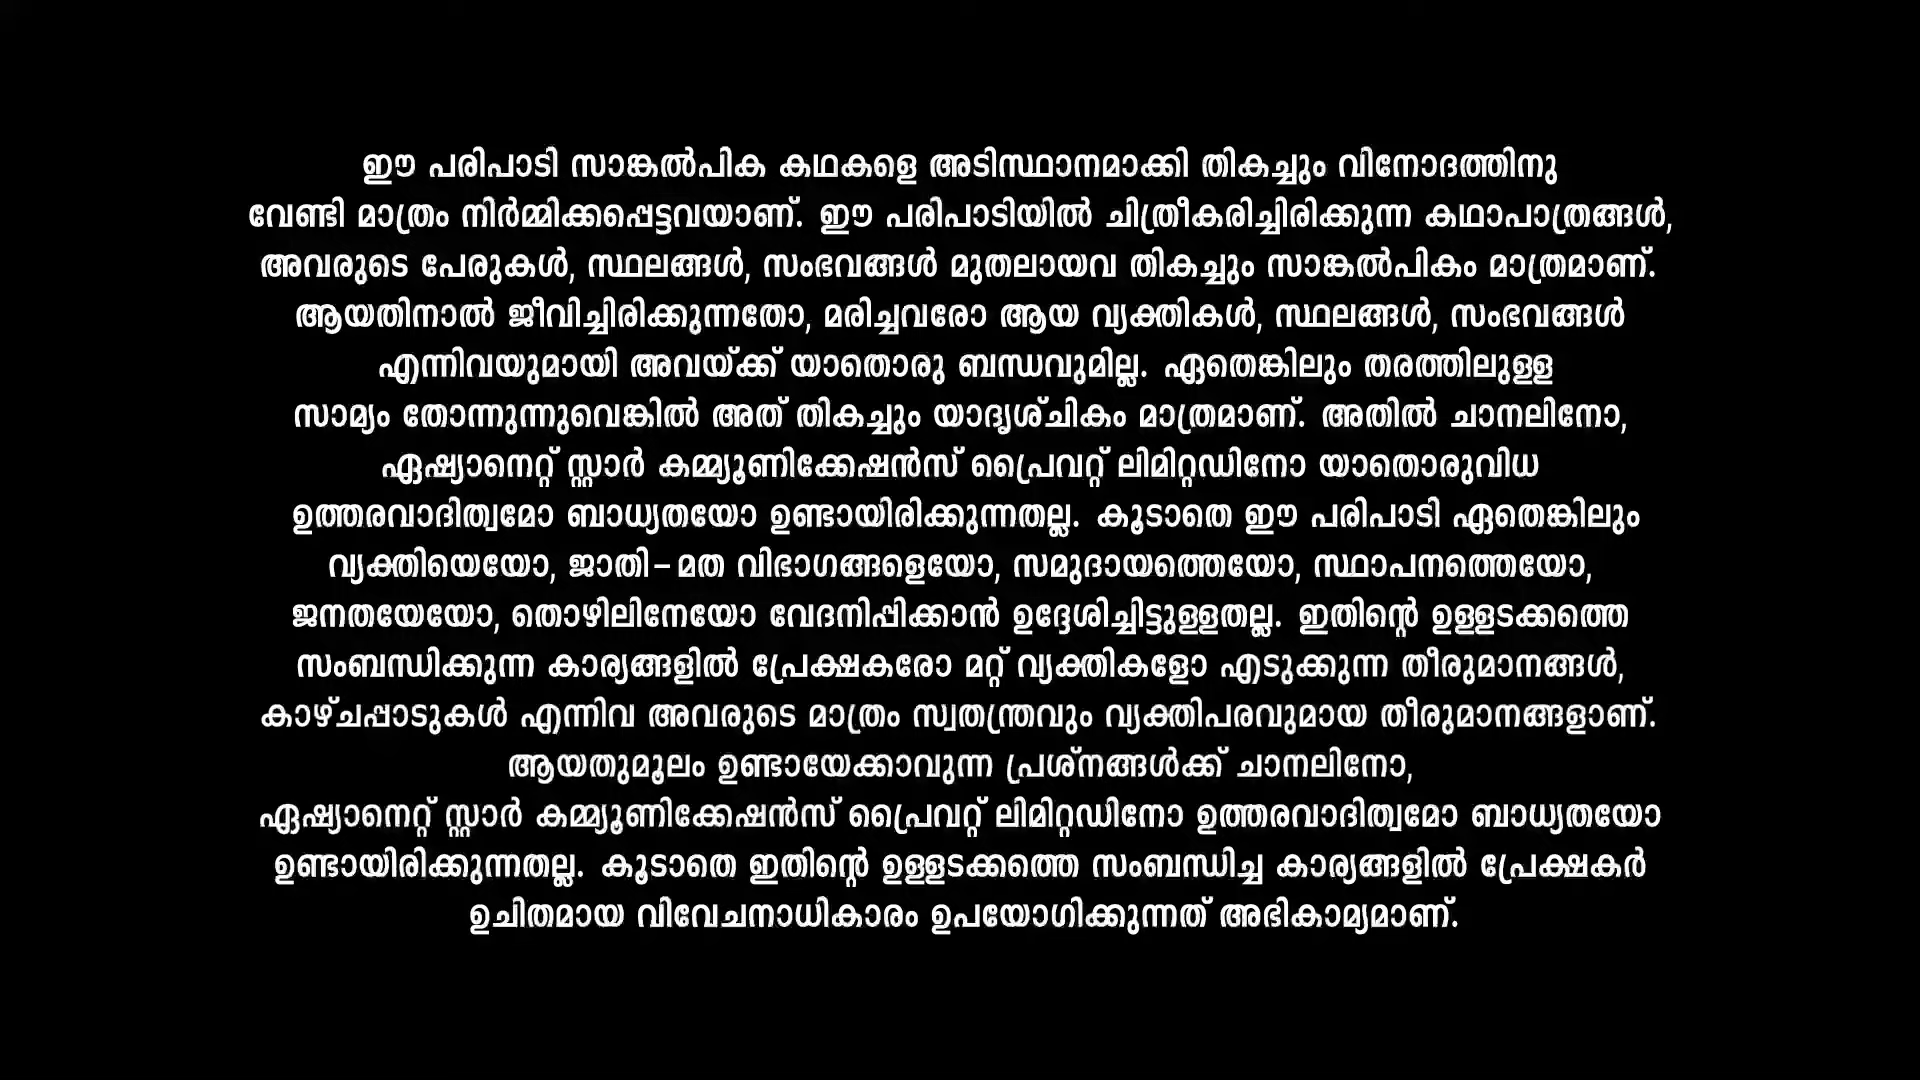 ഈ പരിപാടി സാങ്കൽപിക കഥകളെ അടിസ്ഥാനമാക്കി തികച്ചും വിനോദത്തിനു
വേണ്ടി മാത്രം നിർമ്മിക്കപ്പെട്ടവയാണ്. ഈ പരിപാടിയിൽ ചിത്രീകരിച്ചിരിക്കുന്ന കഥാപാത്രങ്ങൾ,
അവരുടെ പേരുകൾ, സ്ഥലങ്ങൾ, സംഭവങ്ങൾ മുതലായവ തികച്ചും സാങ്കൽപികം മാത്രമാണ്.
ആയതിനാൽ ജീവിച്ചിരിക്കുന്നതോ, മരിച്ചവരോ ആയ വ്യക്തികൾ, സ്ഥലങ്ങൾ, സംഭവങ്ങൾ
എന്നിവയുമായി അവയ്ക്ക് യാതൊരു ബന്ധവുമില്ല. ഏതെങ്കിലും തരത്തിലുള്ള
സാമ്യം തോന്നുന്നുവെങ്കിൽ അത് തികച്ചും യാദൃശ്ചികം മാത്രമാണ്. അതിൽ ചാനലിനോ,
ഏഷ്യാനെറ്റ് സ്റ്റാർ കമ്മ്യൂണിക്കേഷൻസ് പ്രൈവറ്റ് ലിമിറ്റഡിനോ യാതൊരുവിധ
ഉത്തരവാദിത്വമോ ബാധ്യതയോ ഉണ്ടായിരിക്കുന്നതല്ല. കൂടാതെ ഈ പരിപാടി ഏതെങ്കിലും
വ്യക്തിയെയോ, ജാതി-മത വിഭാഗങ്ങളെയോ, സമുദായത്തെയോ, സ്ഥാപനത്തെയോ,
ജനതയേയോ, തൊഴിലിനേയോ വേദനിപ്പിക്കാൻ ഉദ്ദേശിച്ചിട്ടുള്ളതല്ല. ഇതിന്റെ ഉള്ളടക്കത്തെ
സംബന്ധിക്കുന്ന കാര്യങ്ങളിൽ പ്രേക്ഷകരോ മറ്റ് വ്യക്തികളോ എടുക്കുന്ന തീരുമാനങ്ങൾ,
കാഴ്ചപ്പാടുകൾ എന്നിവ അവരുടെ മാത്രം സ്വതന്ത്രവും വ്യക്തിപരവുമായ തീരുമാനങ്ങളാണ്.
ആയതുമൂലം ഉണ്ടായേക്കാവുന്ന പ്രശ്നങ്ങൾക്ക് ചാനലിനോ,
ഏഷ്യാനെറ്റ് സ്റ്റാർ കമ്മ്യൂണിക്കേഷൻസ് പ്രൈവറ്റ് ലിമിറ്റഡിനോ ഉത്തരവാദിത്വമോ ബാധ്യതയോ
ഉണ്ടായിരിക്കുന്നതല്ല. കൂടാതെ ഇതിന്റെ ഉള്ളടക്കത്തെ സംബന്ധിച്ച കാര്യങ്ങളിൽ പ്രേക്ഷകർ
ഉചിതമായ വിവേചനാധികാരം ഉപയോഗിക്കുന്നത് അഭികാമ്യമാണ്.